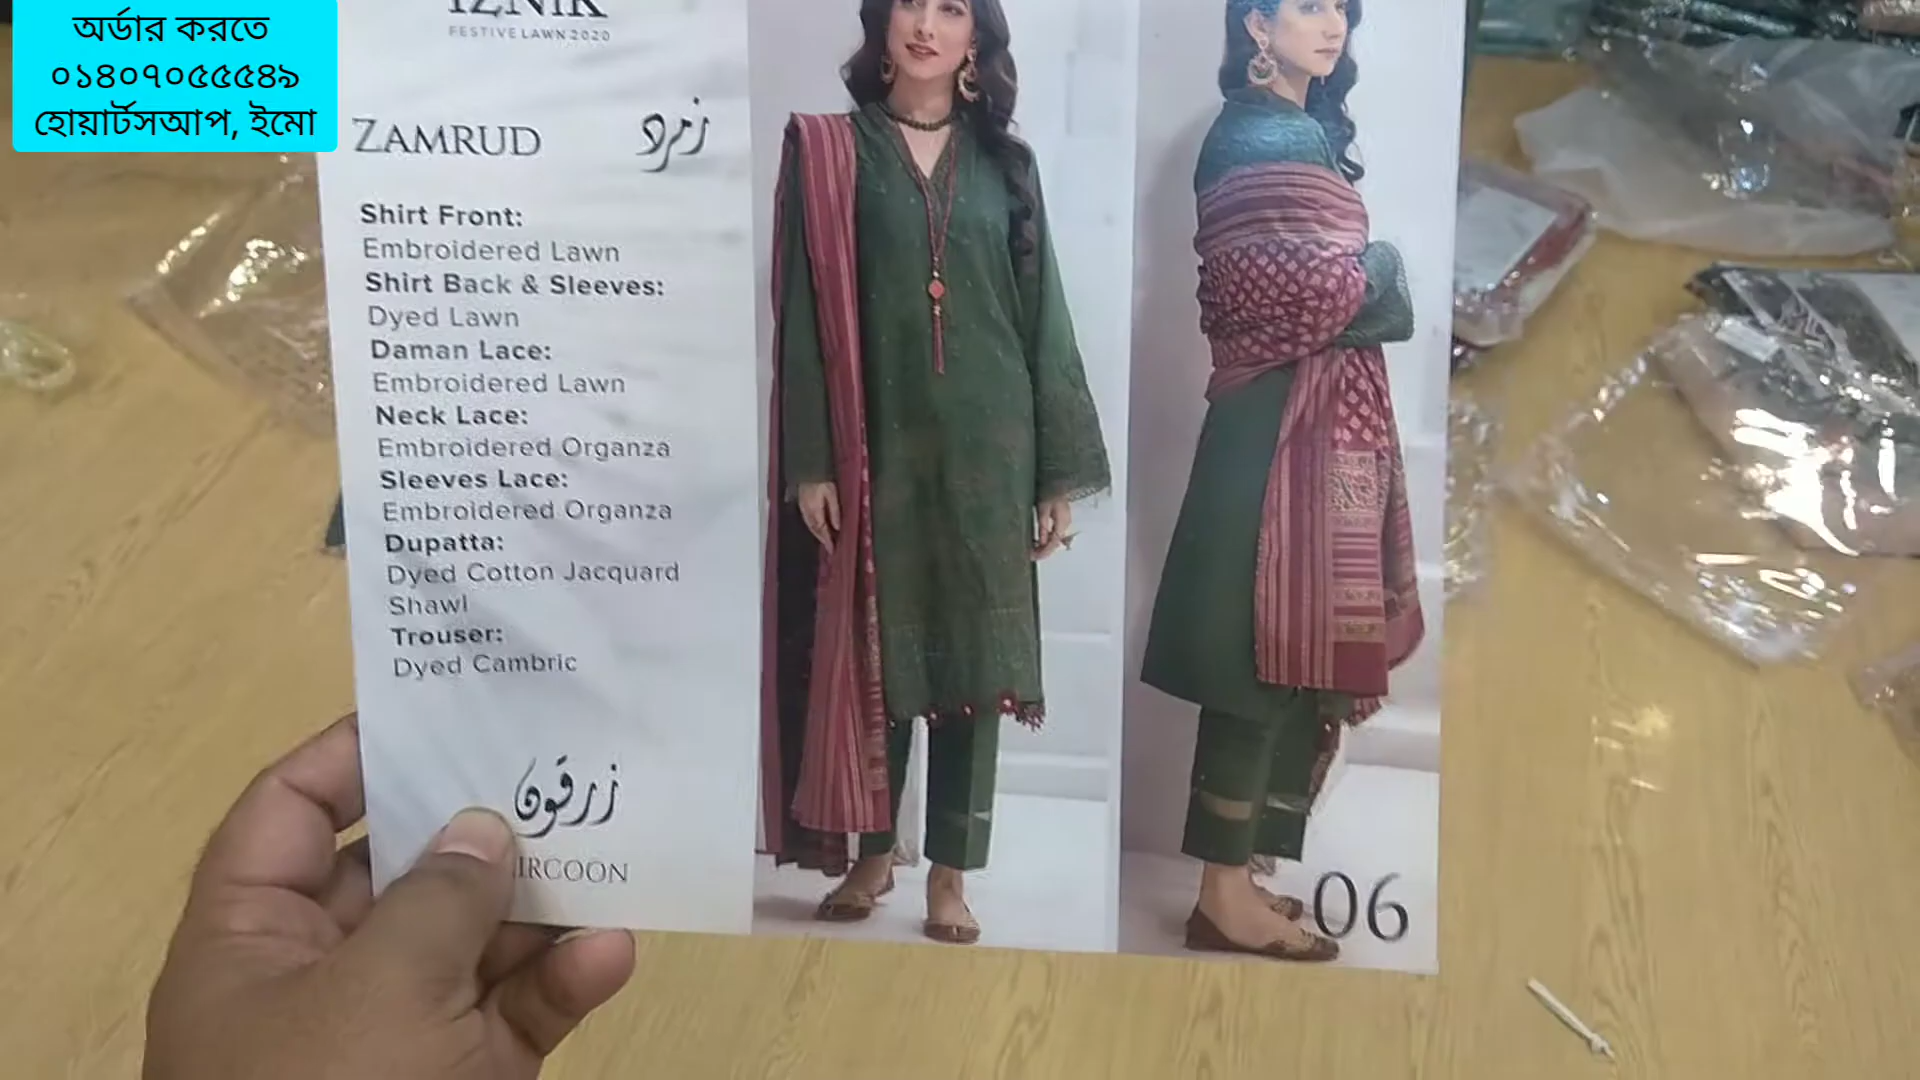 অর্ডার করতে
০১৪০৭০৫৫৫৪৯
হোয়ার্টসআপ, ইমো
IZNIK
FESTIVE LAWN 2020
ZAMRUD زمرد
Shirt Front:
Embroidered Lawn
Shirt Back & Sleeves:
Dyed Lawn
Daman Lace:
Embroidered Lawn
Neck Lace:
Embroidered Organza
Sleeves Lace:
Embroidered Organza
Dupatta:
Dyed Cotton Jacquard
Shawl
Trouser:
Dyed Cambric
زرقون
IRCOON
06